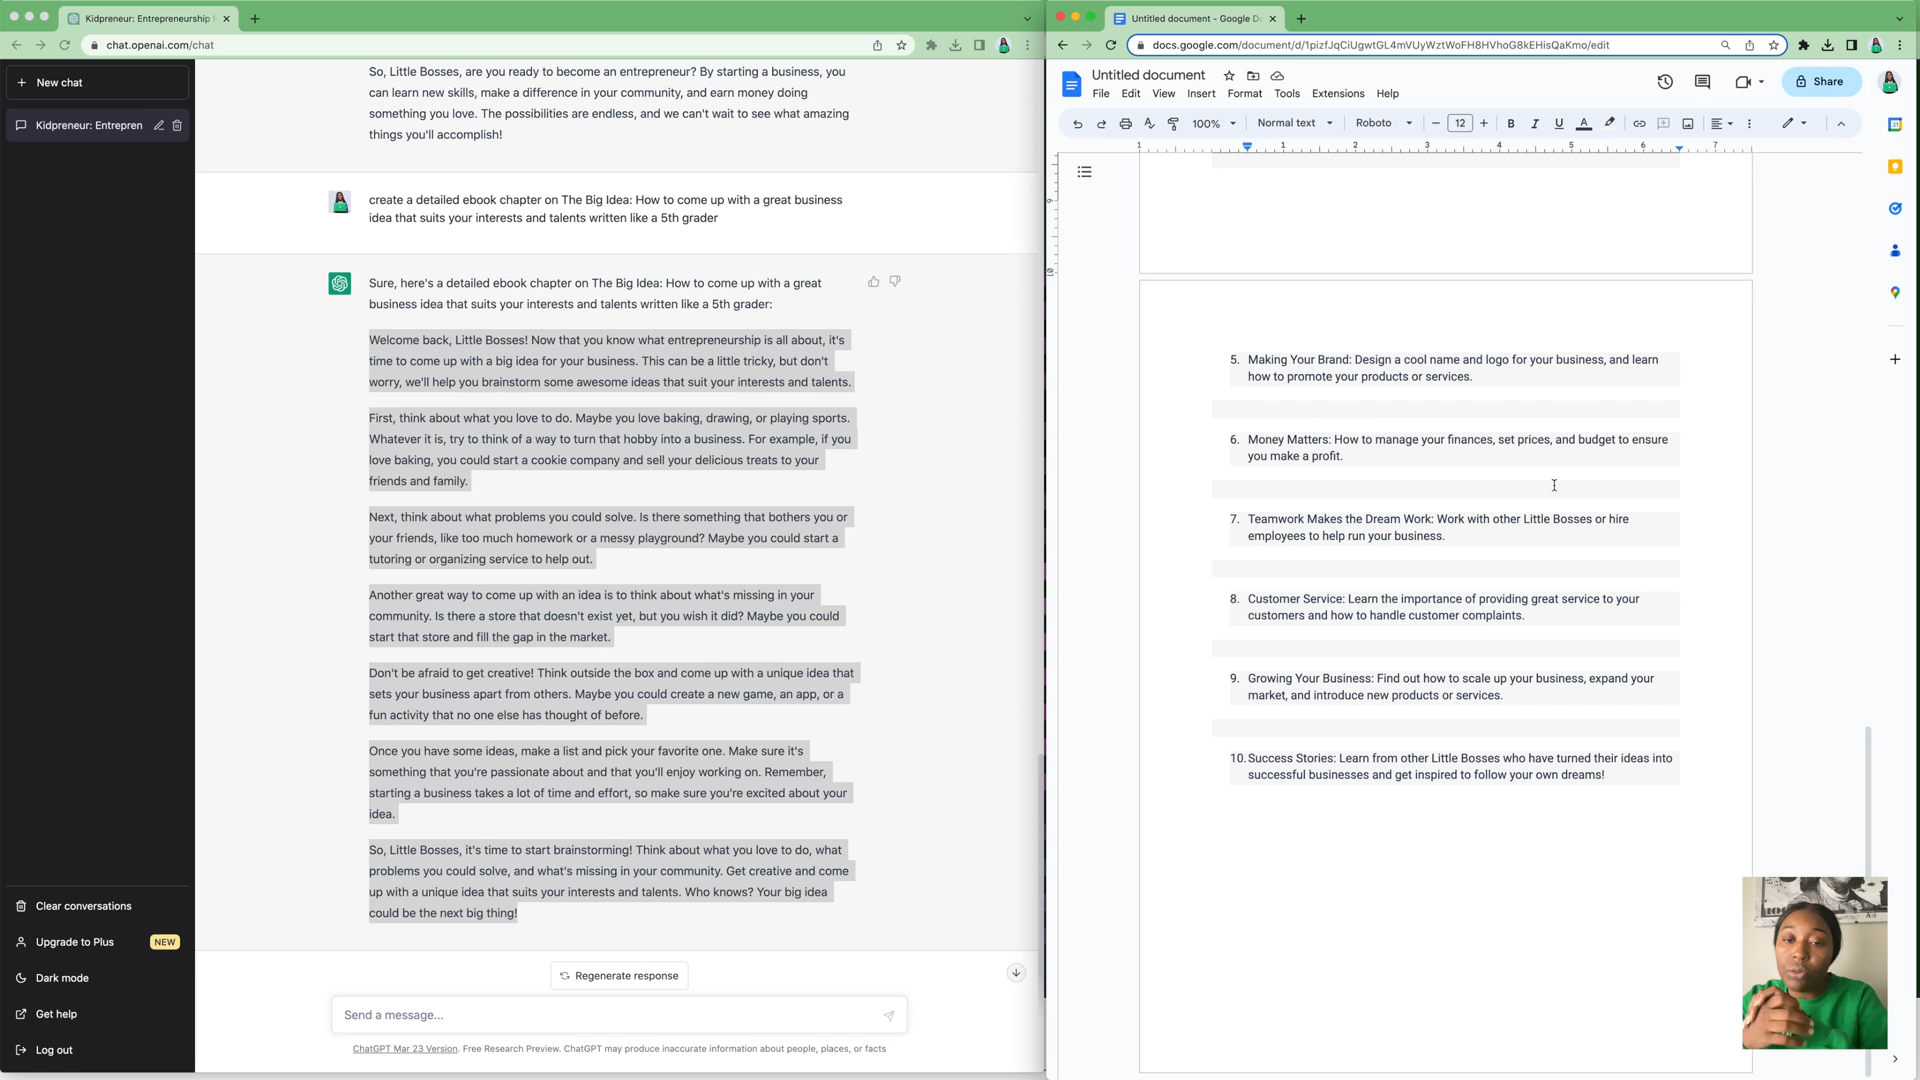 Kidpreneur: Entrepreneurship
chat.openai.com/chat
New chat
Kidpreneur: Entrepren
Clear conversations
Upgrade to Plus
NEW
Dark mode
Get help
Log out
So, Little Bosses, are you ready to become an entrepreneur? By starting a business, you
can learn new skills, make a difference in your community, and earn money doing
something you love. The possibilities are endless, and we can't wait to see what amazing
things you'll accomplish!
create a detailed ebook chapter on The Big Idea: How to come up with a great business
idea that suits your interests and talents written like a 5th grader
Sure, here's a detailed ebook chapter on The Big Idea: How to come up with a great
business idea that suits your interests and talents written like a 5th grader:
Welcome back, Little Bosses! Now that you know what entrepreneurship is all about, it's
time to come up with a big idea for your business. This can be a little tricky, but don't
worry, we'll help you brainstorm some awesome ideas that suit your interests and talents.
First, think about what you love to do. Maybe you love baking, drawing, or playing sports.
Whatever it is, try to think of a way to turn that hobby into a business. For example, if you
love baking, you could start a cookie company and sell your delicious treats to your
friends and family.
Next, think about what problems you could solve. Is there something that bothers you or
your friends, like too much homework or a messy playground? Maybe you could start a
tutoring or organizing service to help out.
Another great way to come up with an idea is to think about what's missing in your
community. Is there a store that doesn't exist yet, but you wish it did? Maybe you could
start that store and fill the gap in the market.
Don't be afraid to get creative! Think outside the box and come up with a unique idea that
sets your business apart from others. Maybe you could create a new game, an app, or a
fun activity that no one else has thought of before.
Once you have some ideas, make a list and pick your favorite one. Make sure it's
something that you're passionate about and that you'll enjoy working on. Remember,
starting a business takes a lot of time and effort, so make sure you're excited about your
idea.
So, Little Bosses, it's time to start brainstorming! Think about what you love to do, what
problems you could solve, and what's missing in your community. Get creative and come
up with a unique idea that suits your interests and talents. Who knows? Your big idea
could be the next big thing!
Regenerate response
Send a message...
ChatGPT Mar 23 Version. Free Research Preview. ChatGPT may produce inaccurate information about people, places, or facts
Untitled document - Google D
docs.google.com/document/d/1pizfJqCiUgwtGL4mVUyWztWoFH8HVhoG8kEHisQaKmo/edit
Untitled document
File Edit View Insert Format Tools Extensions Help
Share
100% Normal text Roboto 12 B I U A
1 1 2 3 4 5 6 7
5. Making Your Brand: Design a cool name and logo for your business, and learn
how to promote your products or services.
6. Money Matters: How to manage your finances, set prices, and budget to ensure
you make a profit.
7. Teamwork Makes the Dream Work: Work with other Little Bosses or hire
employees to help run your business.
8. Customer Service: Learn the importance of providing great service to your
customers and how to handle customer complaints.
9. Growing Your Business: Find out how to scale up your business, expand your
market, and introduce new products or services.
10. Success Stories: Learn from other Little Bosses who have turned their ideas into
successful businesses and get inspired to follow your own dreams!